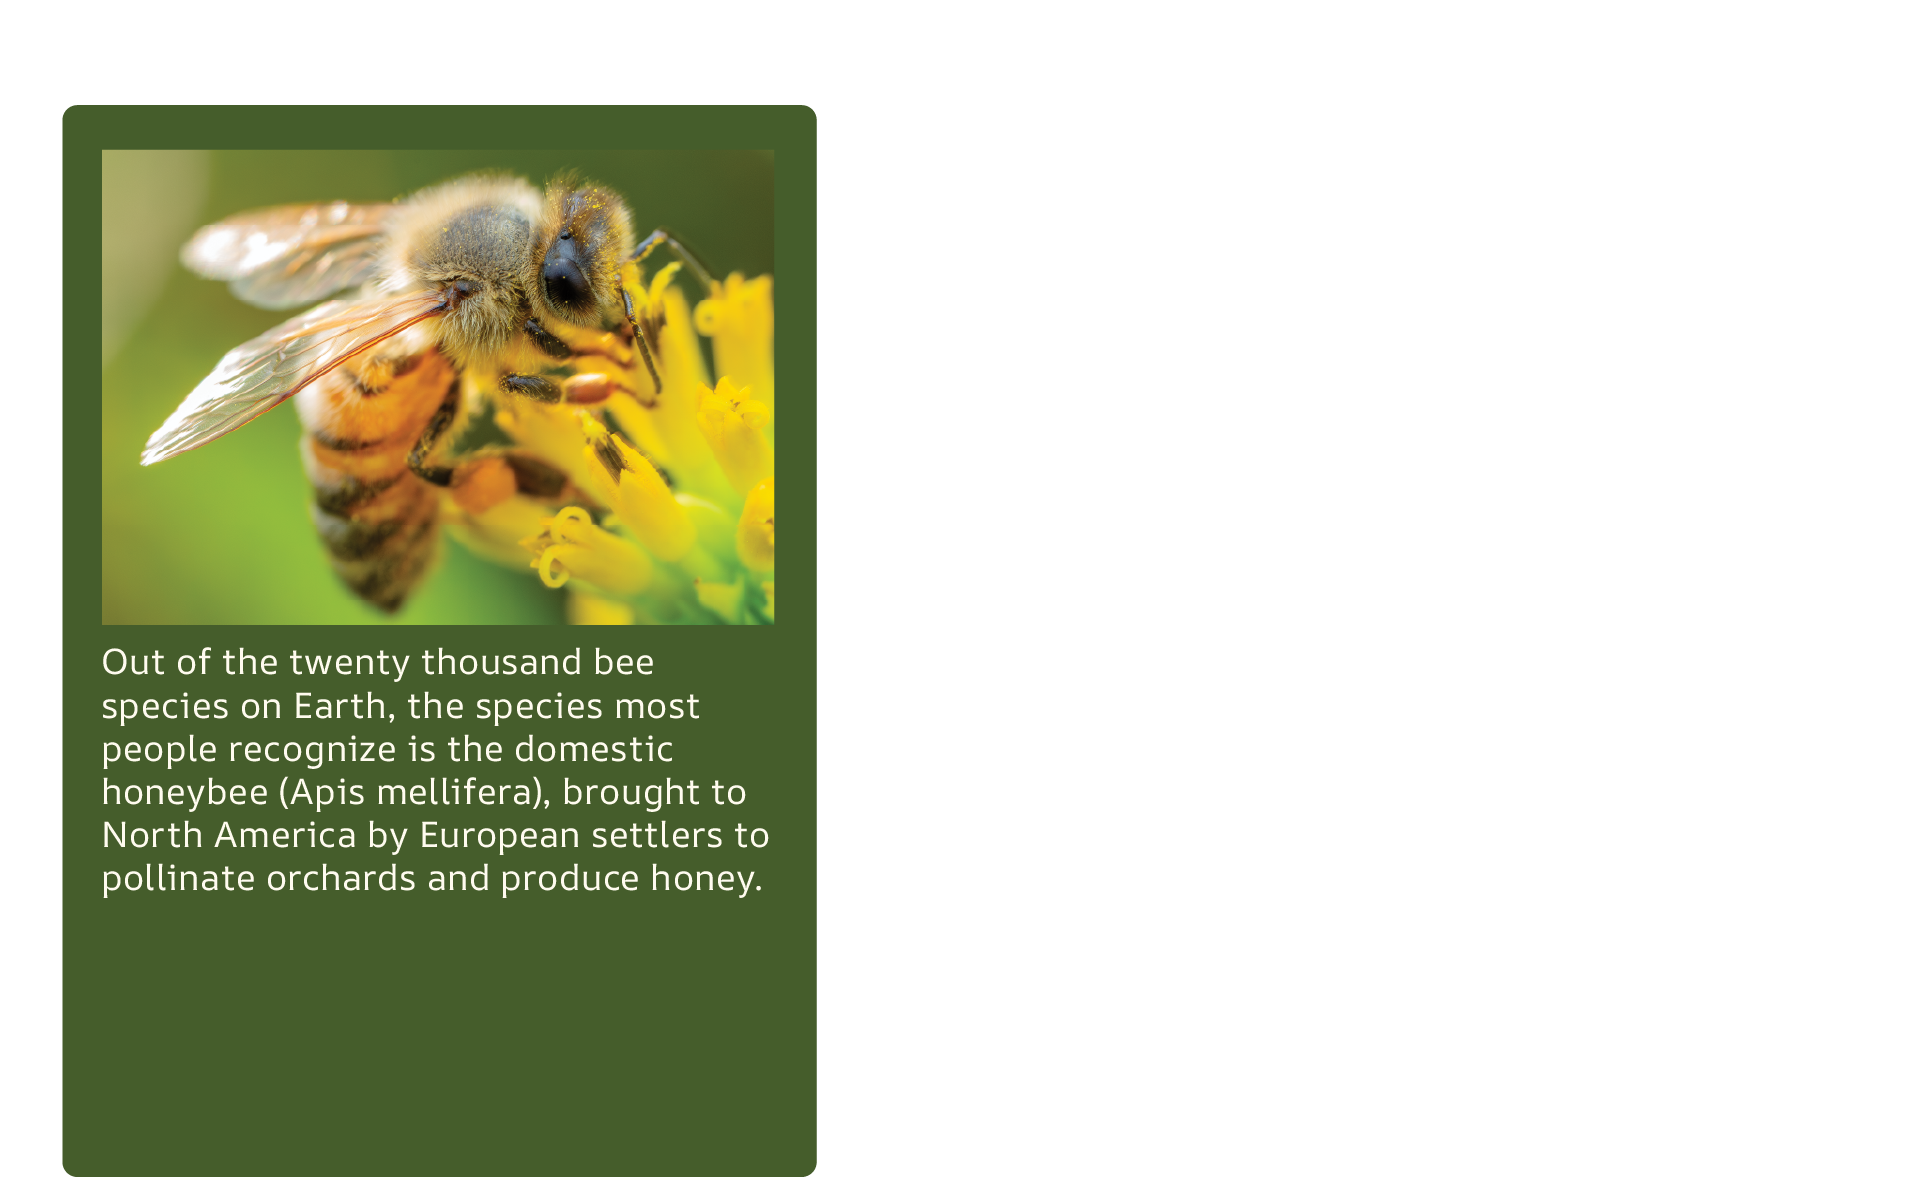 Out of the twenty thousand bee
species on Earth, the species most
people recognize is the domestic
honeybee (Apis mellifera), brought to
North America by European settlers to
pollinate orchards and produce honey.